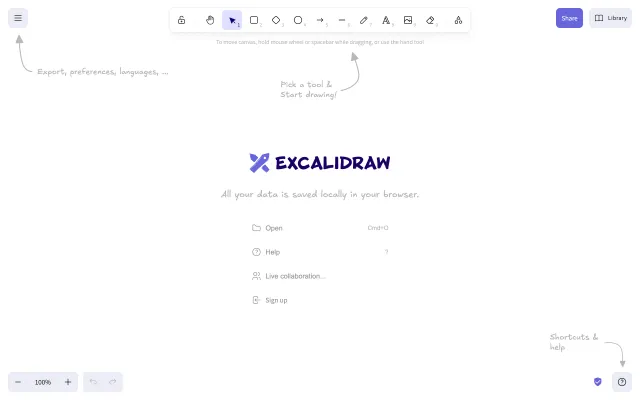 Share
Library
To move canvas, hold mouse wheel or spacebar while dragging, or use the hand tool
Export, preferences, languages, ...
Pick a tool &
Start drawing!
EXCALIDRAW
All your data is saved locally in your browser.
Open Cmd+O
Help ?
Live collaboration...
Sign up
Shortcuts &
help
100%